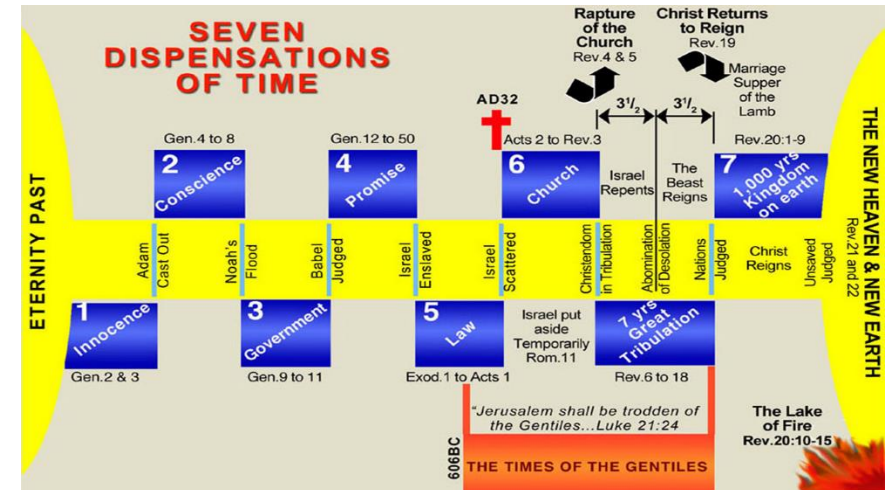 SEVEN
DISPENSATIONS
OF TIME
Rapture
of the
Church
Rev.4 & 5
Christ Returns
to Reign
Rev.19
Marriage
Supper
of the
Lamb
AD32
3½
3½
Gen.4 to 8
Gen.12 to 50
Acts 2 to Rev.3
Rev.20:1-9
2
Conscience
4
Promise
6
Church
Israel
Repents
The
Beast
Reigns
7
1,000 yrs
Kingdom
on earth
ETERNITY PAST
Adam
Cast Out
Noah's
Flood
Babel
Judged
Israel
Enslaved
Israel
Scattered
Christendom
in Tribulation
Abomination
of Desolation
Nations
Judged
Christ
Reigns
Unsaved
Judged
THE NEW HEAVEN & NEW EARTH
Rev.21 and 22
1
Innocence
3
Government
5
Law
Israel put
aside
Temporarily
Rom.11
7 yrs
Great
Tribulation
Gen.2 & 3
Gen.9 to 11
Exod.1 to Acts 1
Rev.6 to 18
"Jerusalem shall be trodden of
the Gentiles...Luke 21:24
606BC
THE TIMES OF THE GENTILES
The Lake
of Fire
Rev.20:10-15